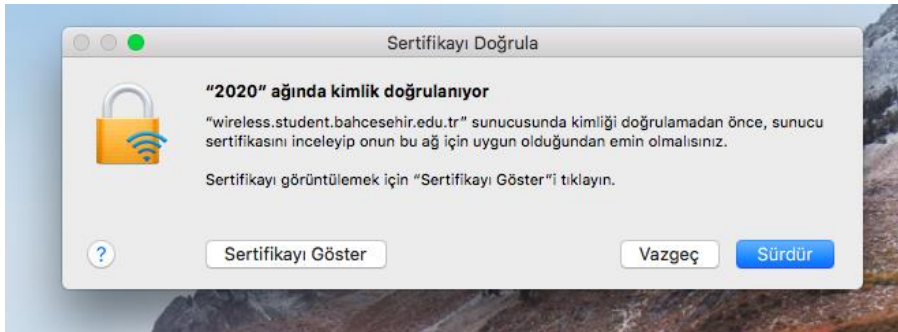 Sertifikayı Doğrula
“2020” ağında kimlik doğrulanıyor
“wireless.student.bahcesehir.edu.tr” sunucusunda kimliği doğrulamadan önce, sunucu
sertifikasını inceleyip onun bu ağ için uygun olduğundan emin olmalısınız.
Sertifikayı görüntülemek için “Sertifikayı Göster”i tıklayın.
? Sertifikayı Göster Vazgeç Sürdür